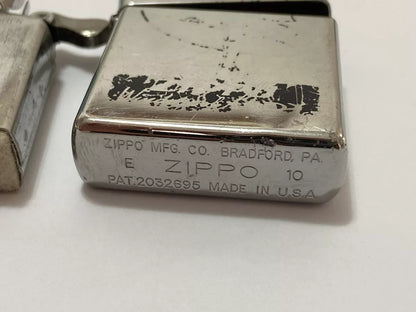 ZIPPO MFG. CO. BRADFORD, PA.
E ZIPPO 10
PAT. 2032695 MADE IN U.S.A